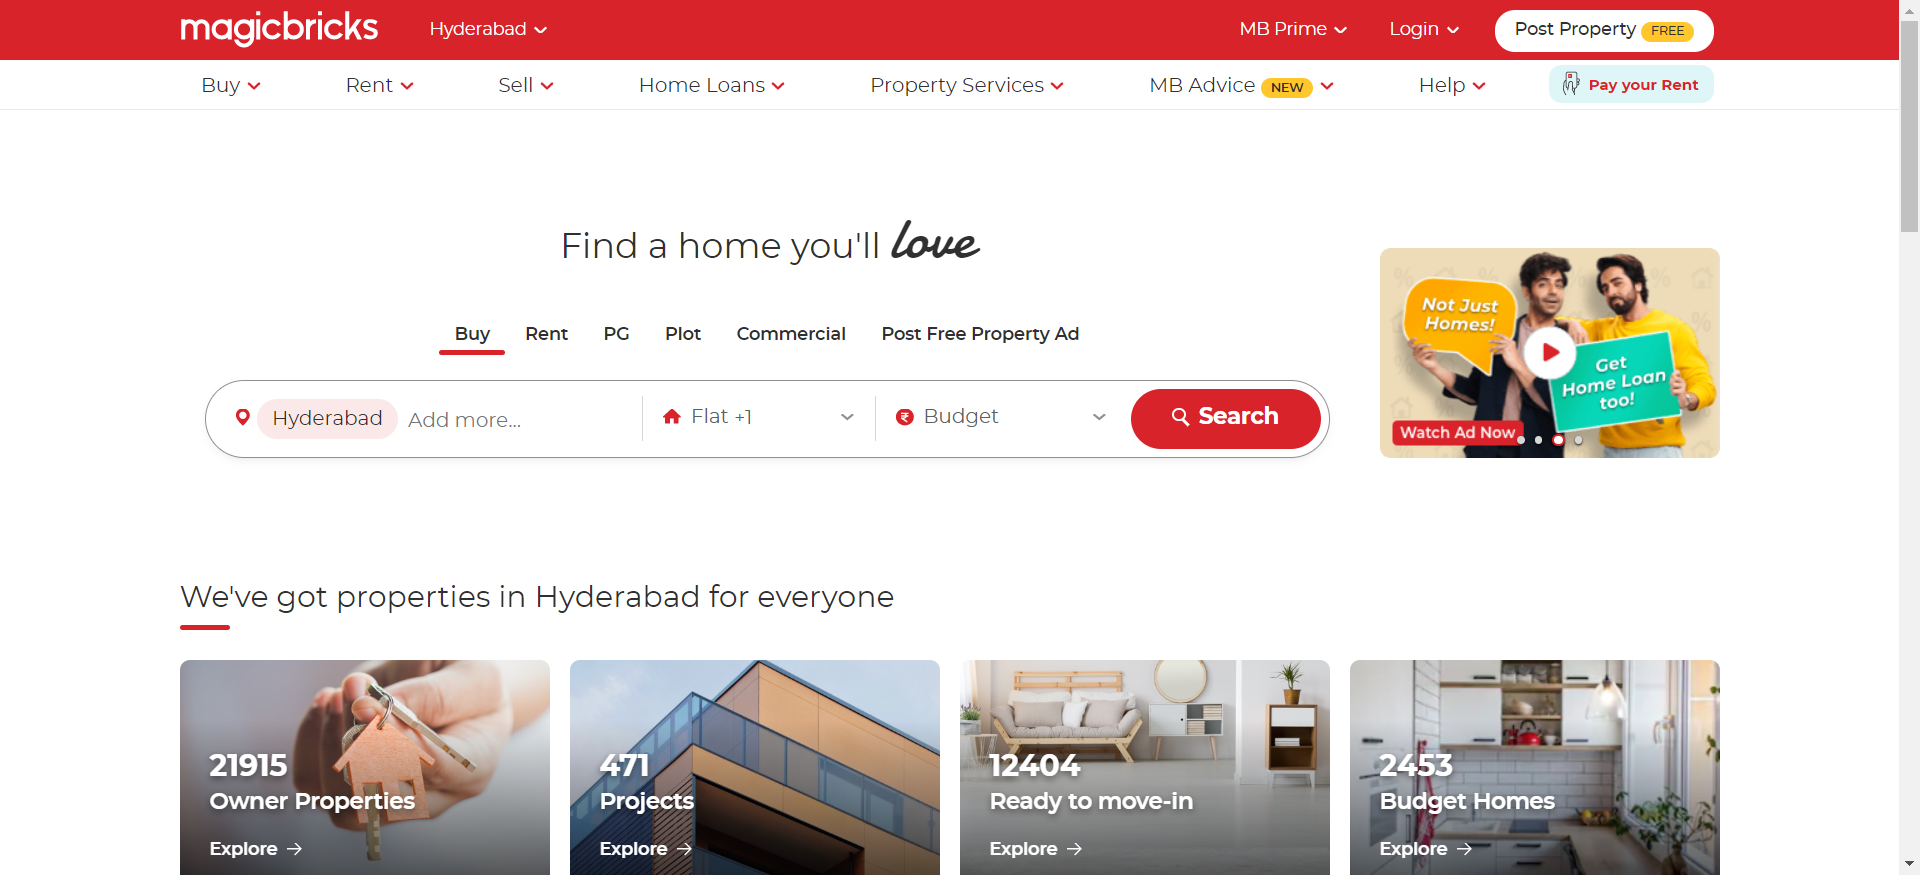 magicbricks
Hyderabad
MB Prime
Login
Post Property FREE
Buy
Rent
Sell
Home Loans
Property Services
MB Advice NEW
Help
Pay your Rent
Find a home you'll love
Buy
Rent
PG
Plot
Commercial
Post Free Property Ad
Hyderabad
Add more...
Flat +1
Budget
Search
Not Just
Homes!
Get
Home Loan
too!
Watch Ad Now
We've got properties in Hyderabad for everyone
21915
Owner Properties
Explore
471
Projects
Explore
12404
Ready to move-in
Explore
2453
Budget Homes
Explore